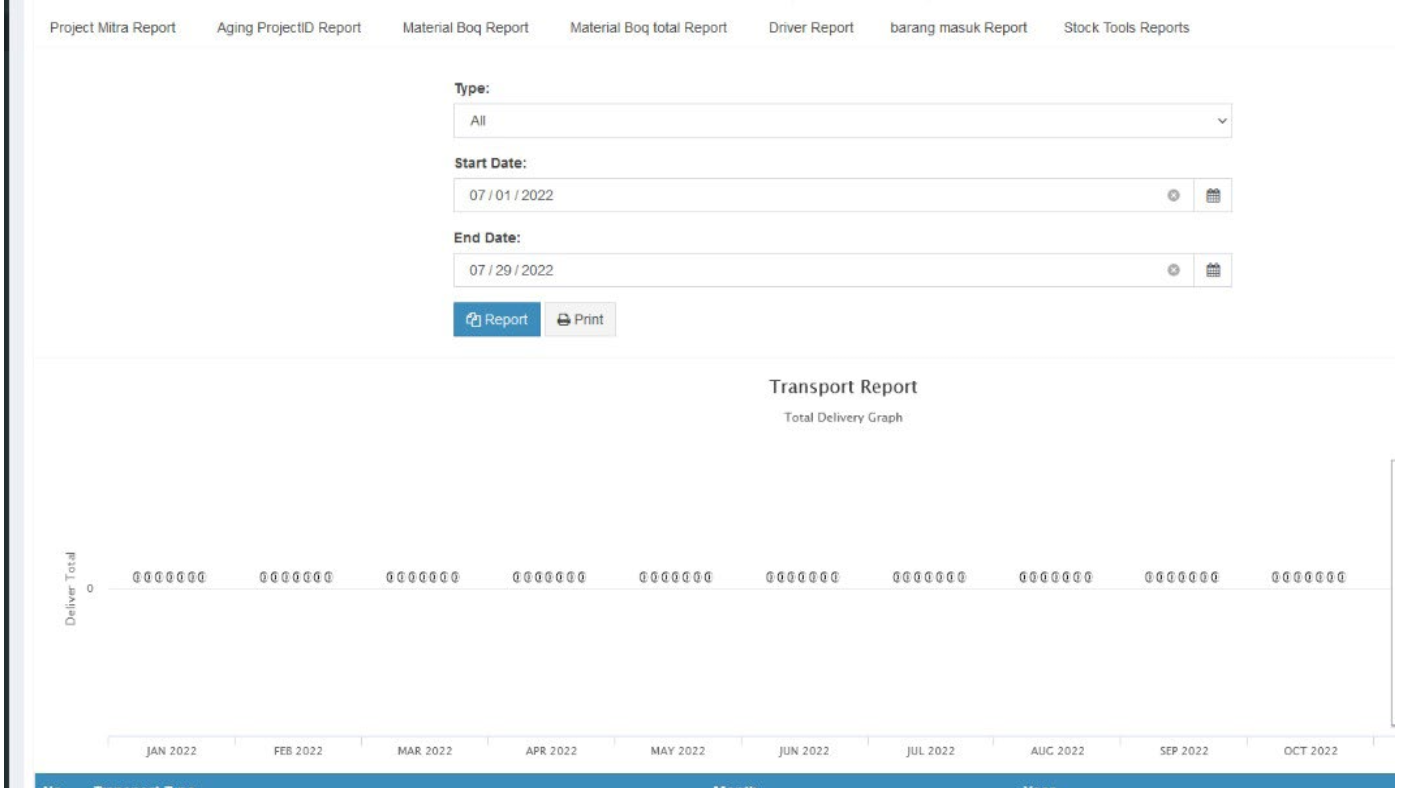 Project Mitra Report Aging ProjectID Report Material Boq Report Material Boq total Report Driver Report barang masuk Report Stock Tools Reports
Type:
All
Start Date:
07/01/2022
End Date:
07/29/2022
Report Print
Transport Report
Total Delivery Graph
Deliver Total
0
0000000 0000000 0000000 0000000 0000000 0000000 0000000 0000000 0000000 0000000
JAN 2022 FEB 2022 MAR 2022 APR 2022 MAY 2022 JUN 2022 JUL 2022 AUG 2022 SEP 2022 OCT 2022